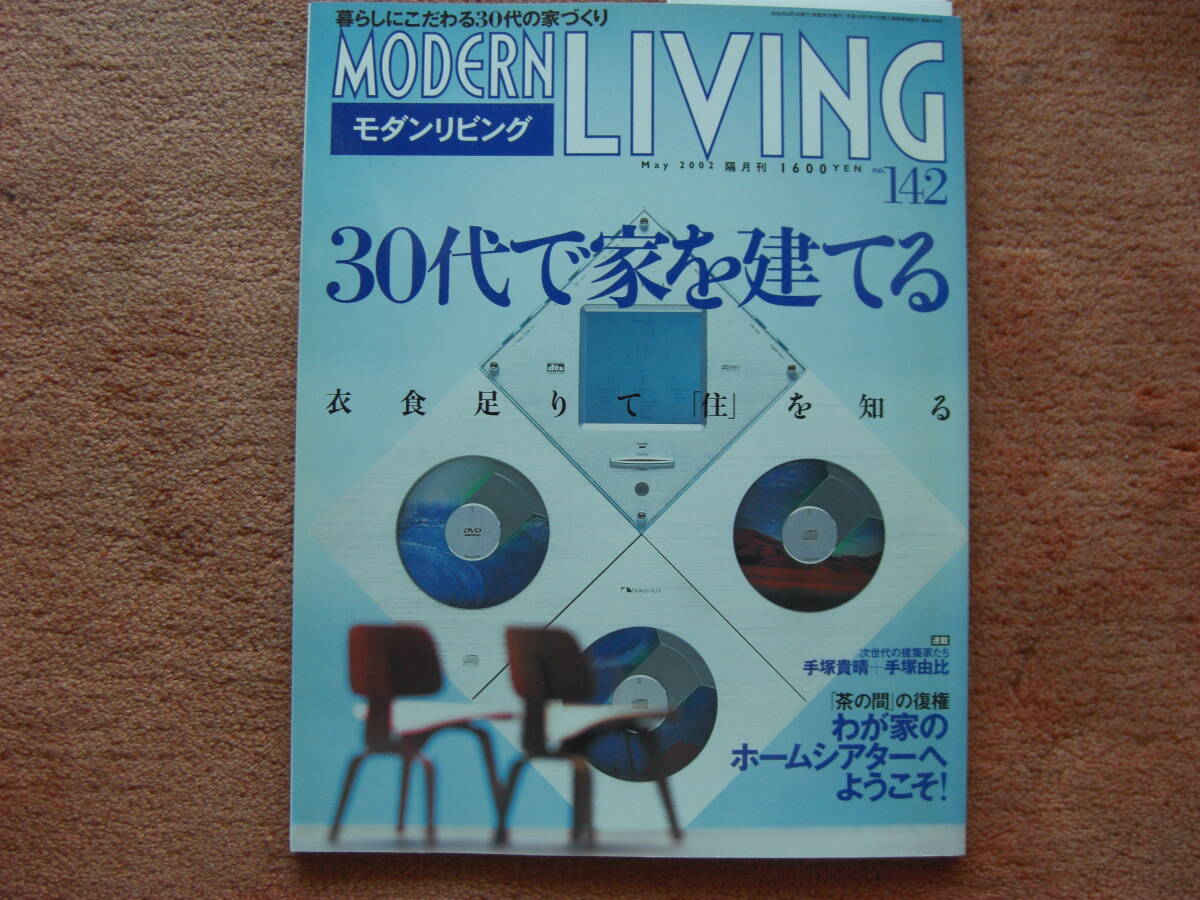 暮らしにこだわる30代の家づくり
MODERN LIVING
モダンリビング
May 2002 隔月刊 1600YEN no.142
30代で家を建てる
衣食足りて「住」を知る
dts
DVD
Nakamichi
連載
次世代の建築家たち
手塚貴晴+手塚由比
「茶の間」の復権
わが家の
ホームシアターへ
ようこそ!